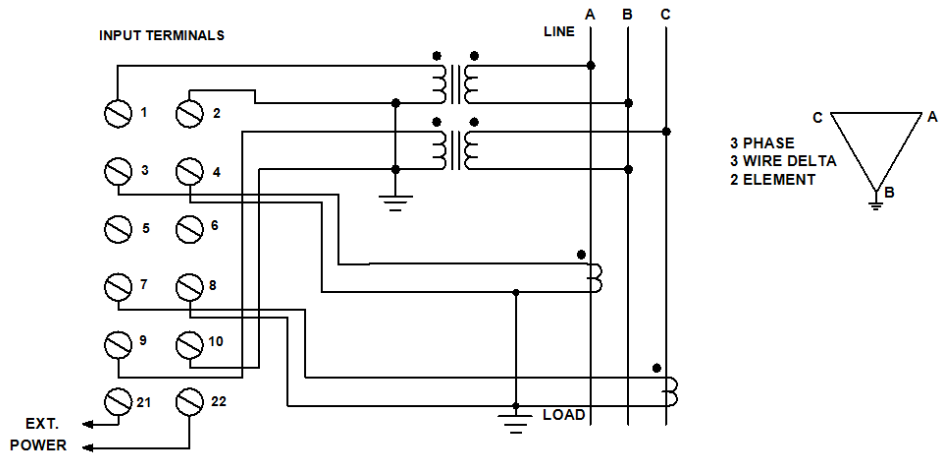 A B C
LINE
INPUT TERMINALS
1 2
3 4
5 6
7 8
9 10
21 22
EXT.
POWER
LOAD
3 PHASE
3 WIRE DELTA
2 ELEMENT
C A
B